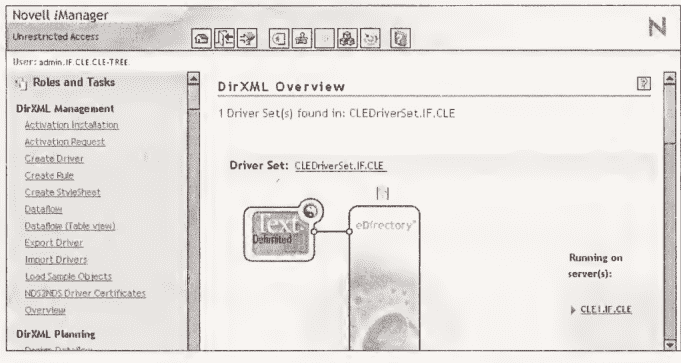 Novell iManager
Unrestricted Access
N
User: admin.IF.CLE.CLE-TREE.
Roles and Tasks
DirXML Management
Activation Installation
Activation Request
Create Driver
Create Rule
Create StyleSheet
Dataflow
Dataflow (Table view)
Export Driver
Import Drivers
Load Sample Objects
NDS2NDS Driver Certificates
Overview
DirXML Planning
DirXML Overview
?
1 Driver Set(s) found in: CLEDriverSet.IF.CLE
Driver Set: CLEDriverSet.IF.CLE
N
Text
Delimited
eDirectory
Running on
server(s):
CLE1.IF.CLE